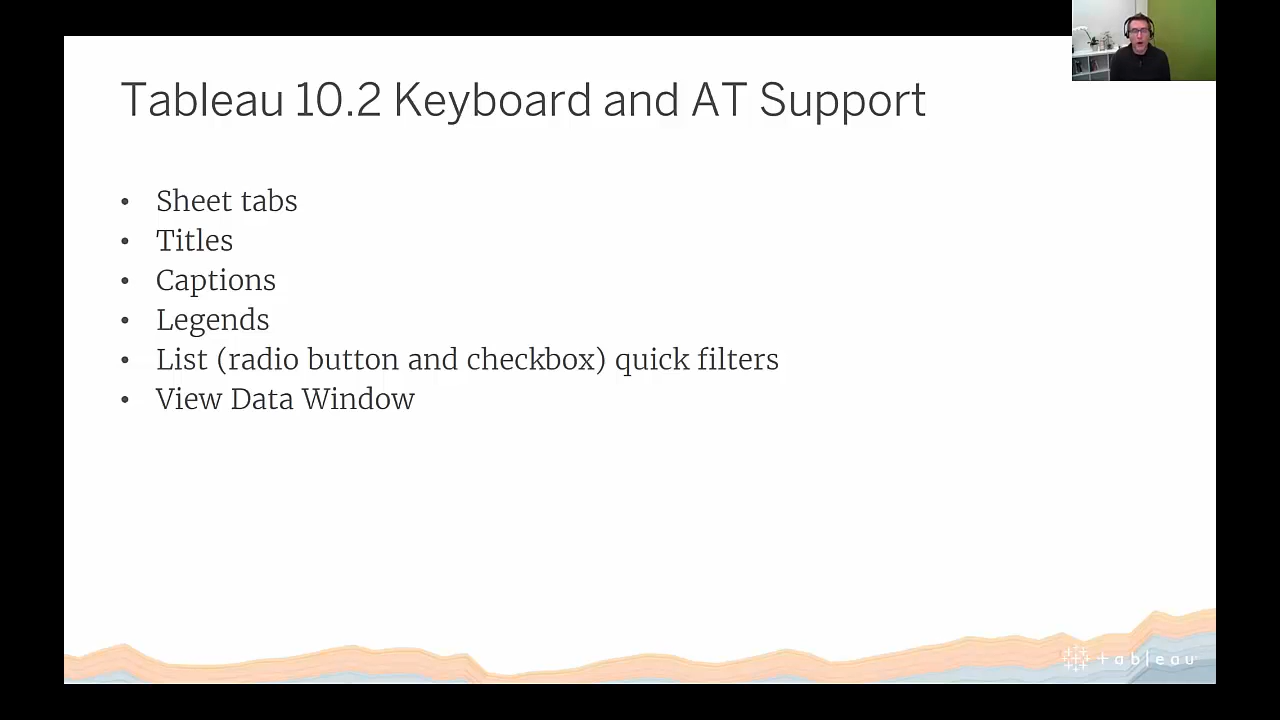 Tableau 10.2 Keyboard and AT Support
• Sheet tabs
• Titles
• Captions
• Legends
• List (radio button and checkbox) quick filters
• View Data Window
+ableau